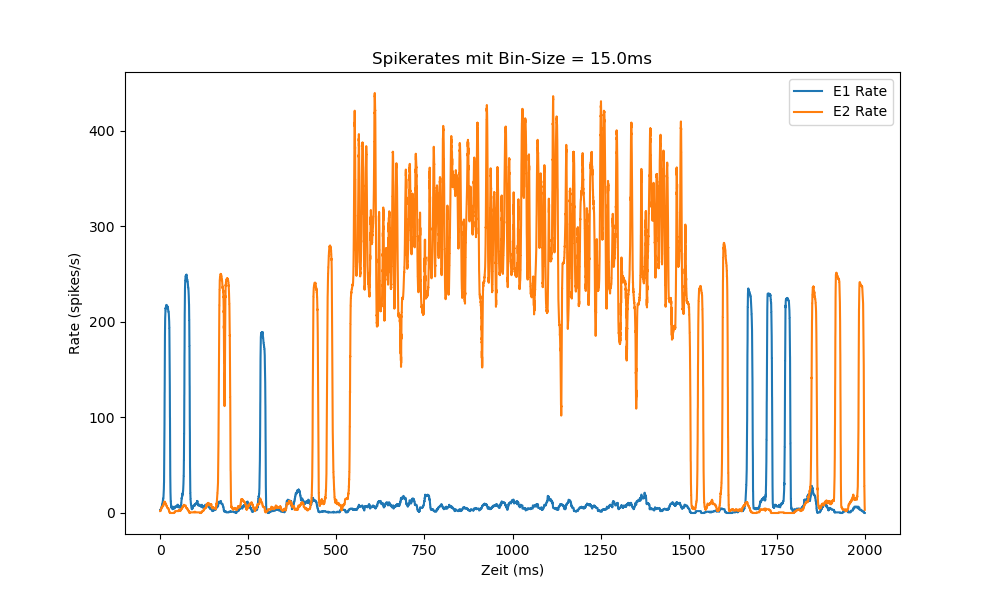 Spikerates mit Bin-Size = 15.0ms
E1 Rate
E2 Rate
Rate (spikes/s)
400
300
200
100
0
0 250 500 750 1000 1250 1500 1750 2000
Zeit (ms)